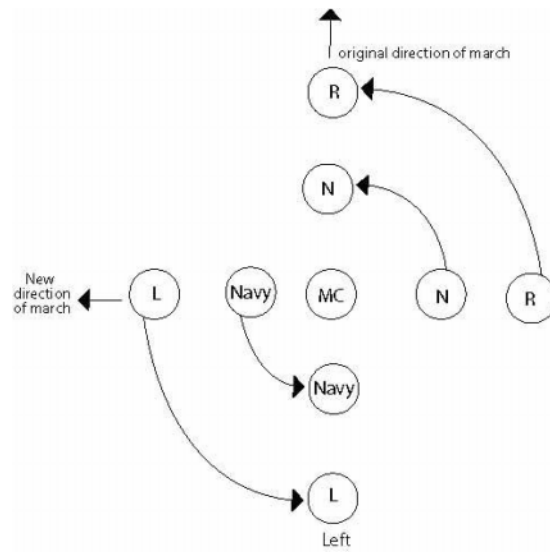 original direction of march
R
N
New
direction
of march
L
Navy
MC
N
R
Navy
L
Left